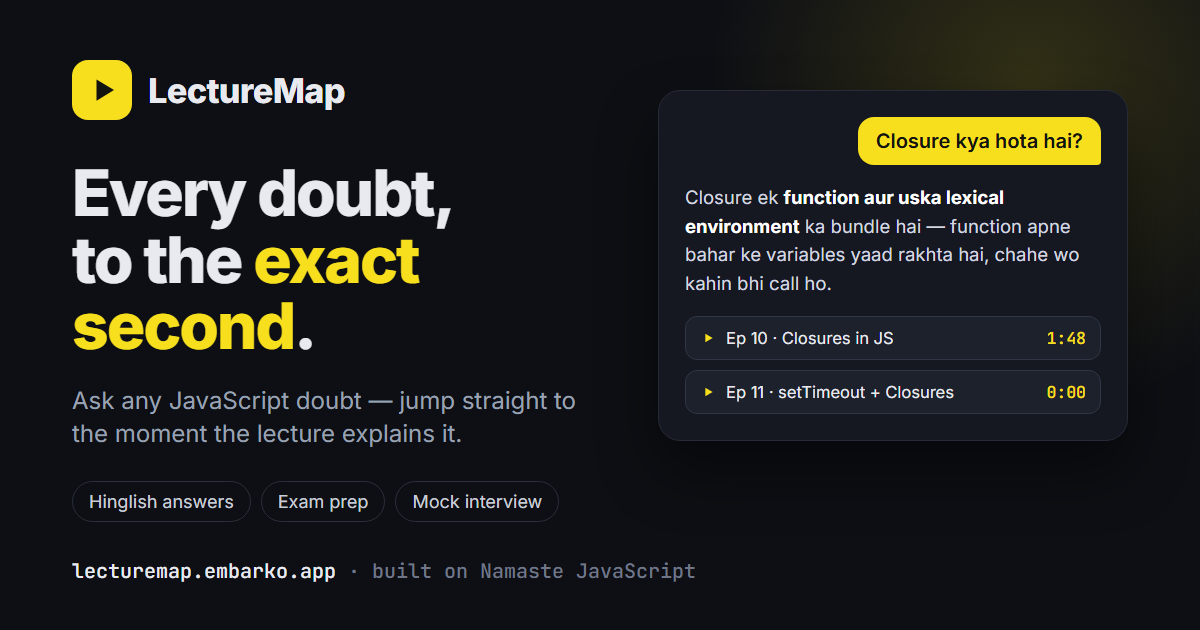 LectureMap
Every doubt,
to the exact
second.
Ask any JavaScript doubt — jump straight to
the moment the lecture explains it.
Hinglish answers
Exam prep
Mock interview
lecturemap.embarko.app · built on Namaste JavaScript
Closure kya hota hai?
Closure ek function aur uska lexical
environment ka bundle hai — function apne
bahar ke variables yaad rakhta hai, chahe wo
kahin bhi call ho.
Ep 10 · Closures in JS 1:48
Ep 11 · setTimeout + Closures 0:00